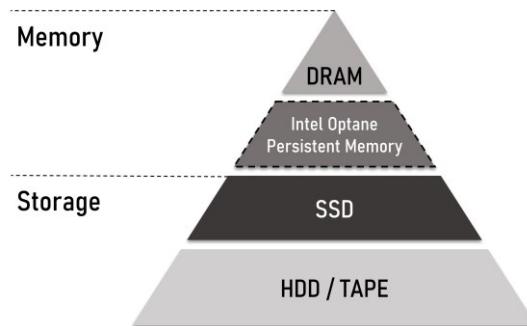 Memory
DRAM
Intel Optane
Persistent Memory
Storage
SSD
HDD / TAPE